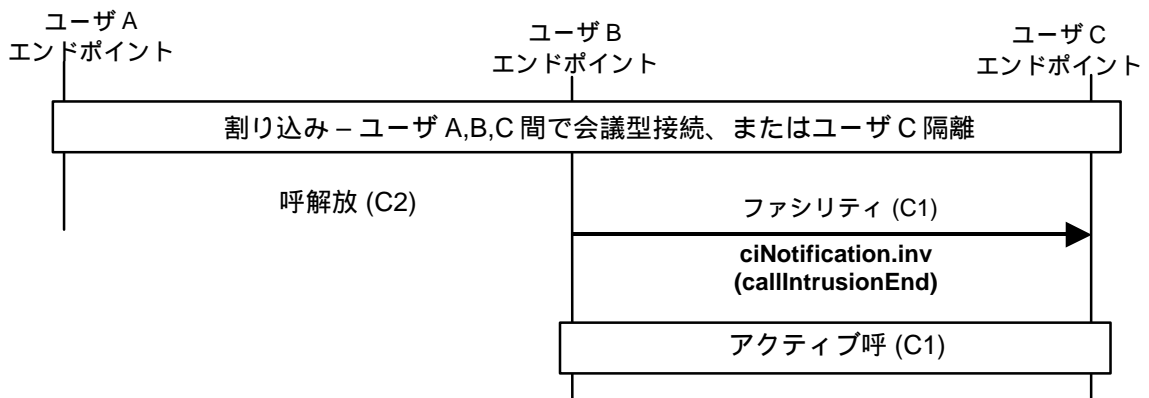 ユーザ A
エンドポイント
ユーザ B
エンドポイント
ユーザ C
エンドポイント
割り込み – ユーザ A,B,C 間で会議型接続、またはユーザ C 隔離
呼解放 (C2)
ファシリティ (C1)
ciNotification.inv
(callIntrusionEnd)
アクティブ呼 (C1)